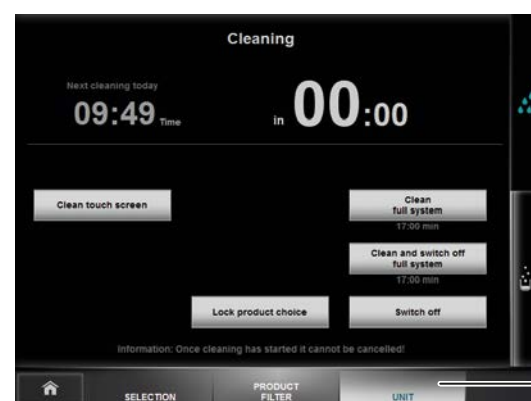 Cleaning
Next cleaning today
09:49 Time
in 00:00
Clean touch screen
Clean
full system
17:00 min
Clean and switch off
full system
17:00 min
Lock product choice
Switch off
Information: Once cleaning has started it cannot be cancelled!
SELECTION
PRODUCT
FILTER
UNIT